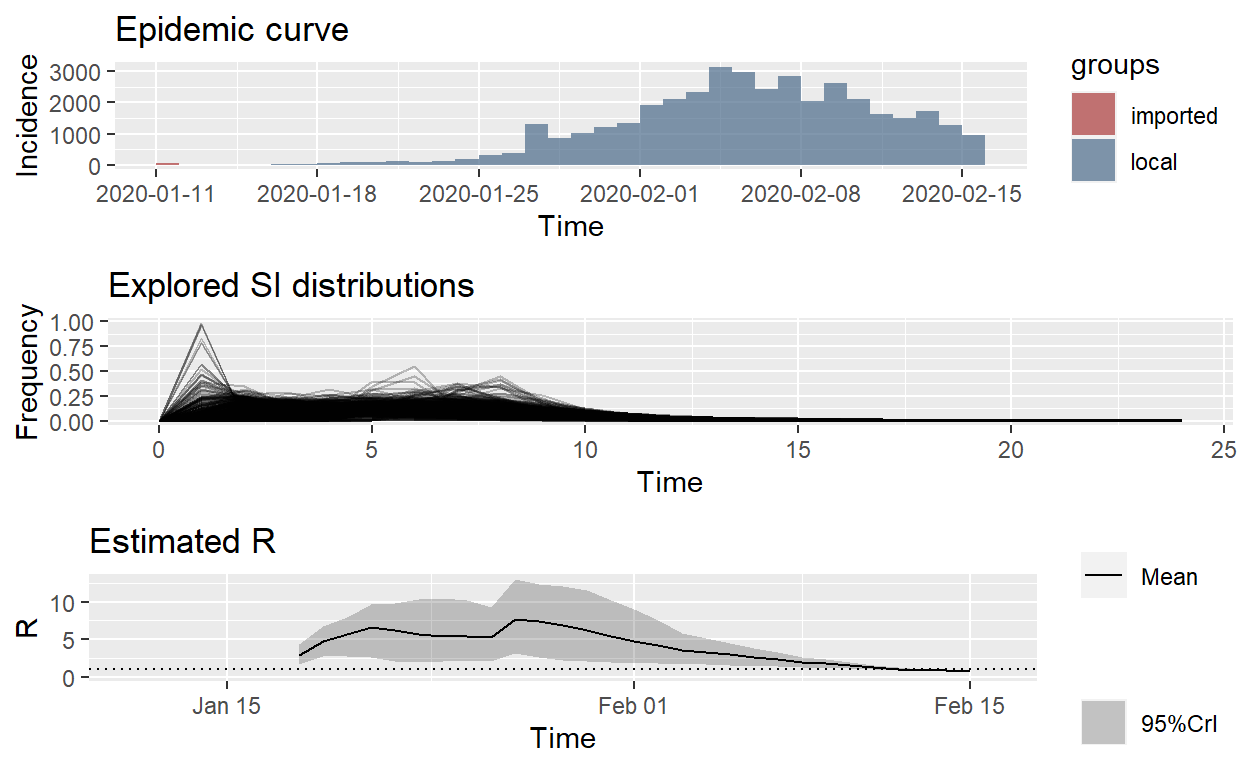 Epidemic curve
Incidence
3000
2000
1000
0
2020-01-11 2020-01-18 2020-01-25 2020-02-01 2020-02-08 2020-02-15
Time
groups
imported
local
Explored SI distributions
Frequency
1.00
0.75
0.50
0.25
0.00
0 5 10 15 20 25
Time
Estimated R
R
10
5
0
Jan 15 Feb 01 Feb 15
Time
Mean
95%CrI